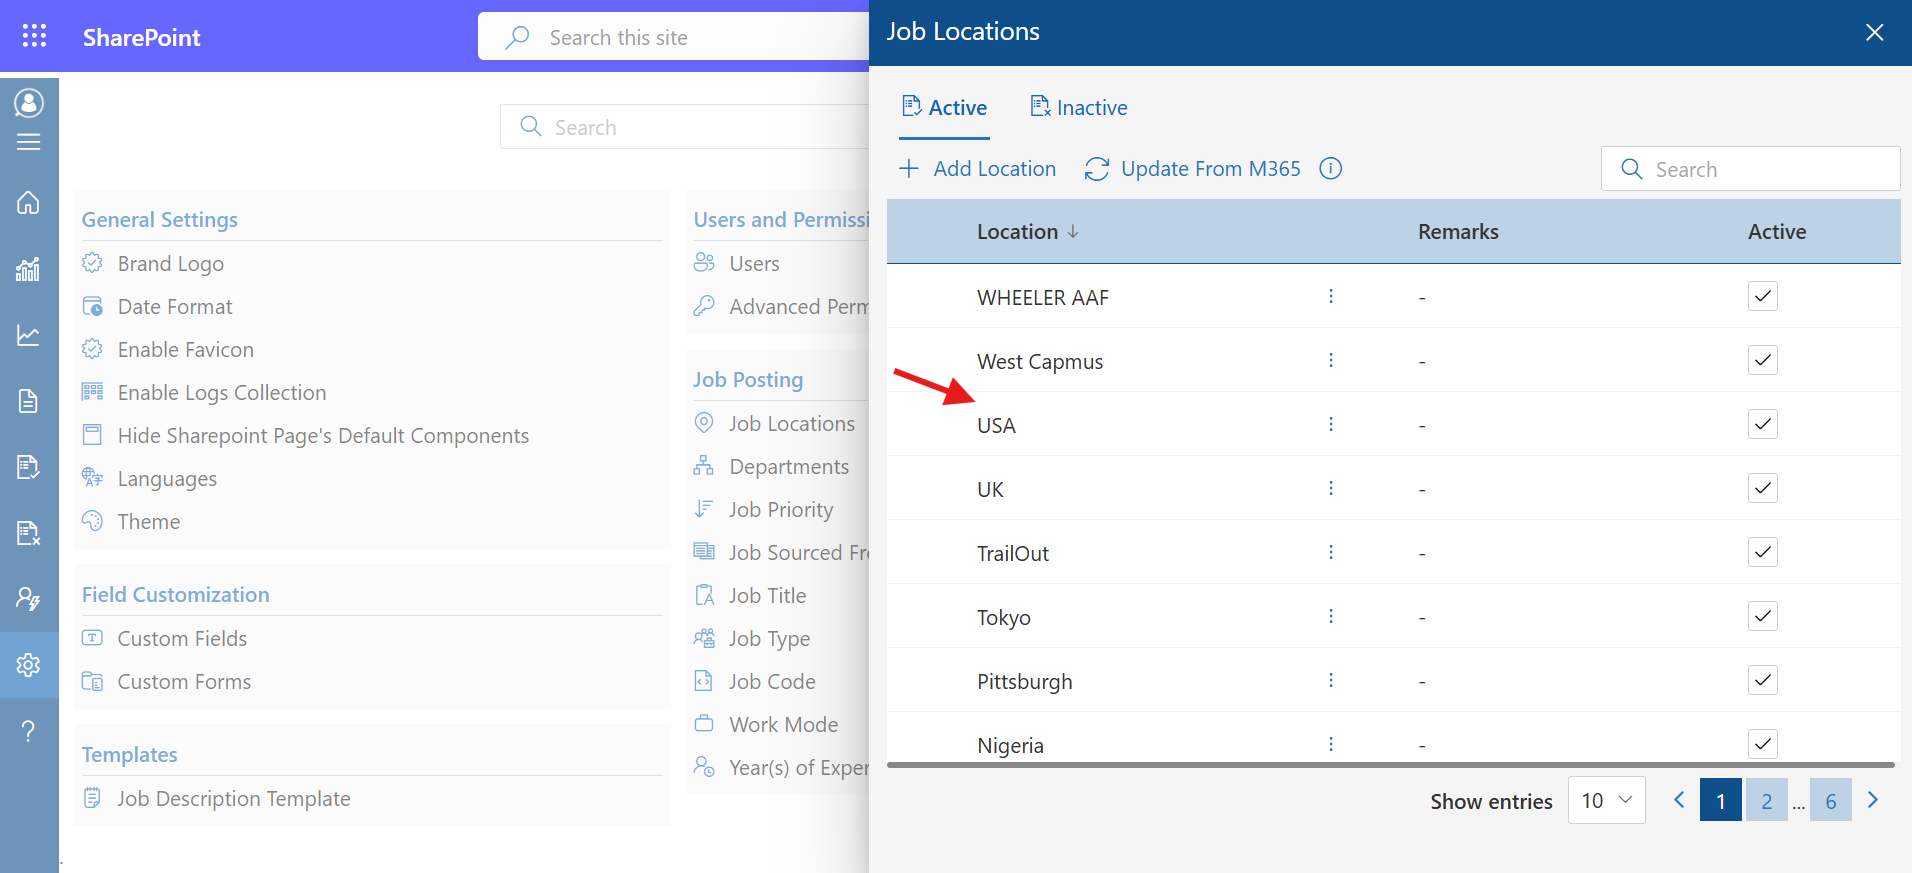 SharePoint
Search this site
Search
General Settings
Brand Logo
Date Format
Enable Favicon
Enable Logs Collection
Hide Sharepoint Page's Default Components
Languages
Theme
Field Customization
Custom Fields
Custom Forms
Templates
Job Description Template
Users and Permissi
Users
Advanced Perm
Job Posting
Job Locations
Departments
Job Priority
Job Sourced Fr
Job Title
Job Type
Job Code
Work Mode
Year(s) of Exper
Job Locations
Active
Inactive
Add Location
Update From M365
Search
Location Remarks Active
WHEELER AAF -
West Capmus -
USA -
UK -
TrailOut -
Tokyo -
Pittsburgh -
Nigeria -
Show entries 10 1 2 ... 6